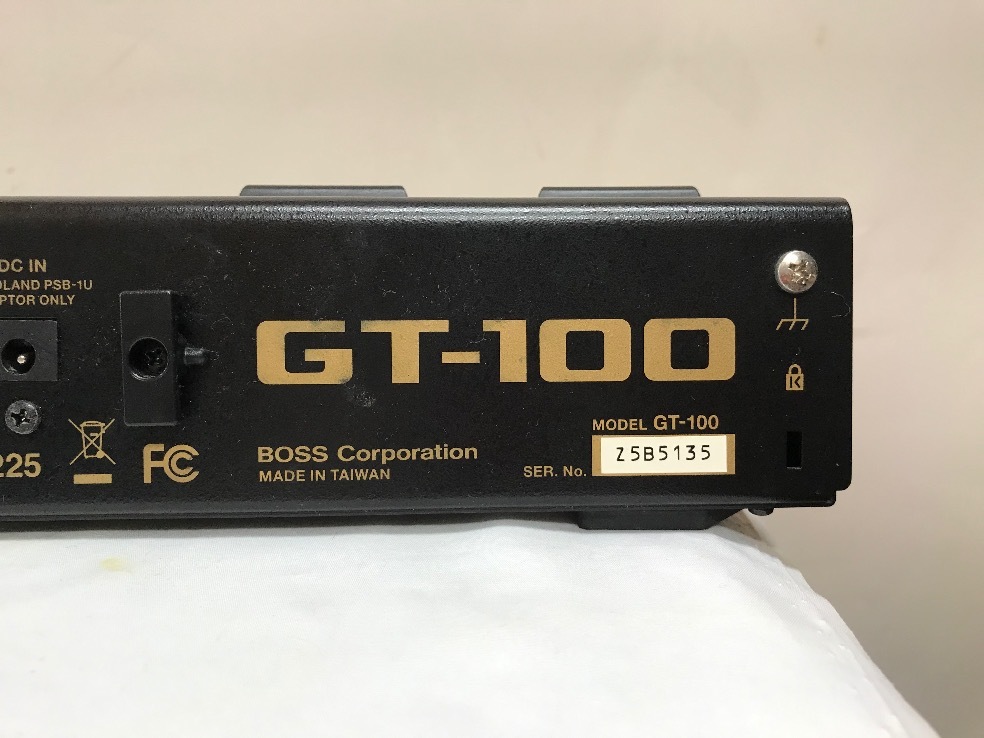 DC IN
OLAND PSB-1U
PTOR ONLY
GT-100
225
FC
BOSS Corporation
MADE IN TAIWAN
MODEL GT-100
SER. No. Z5B5135
K